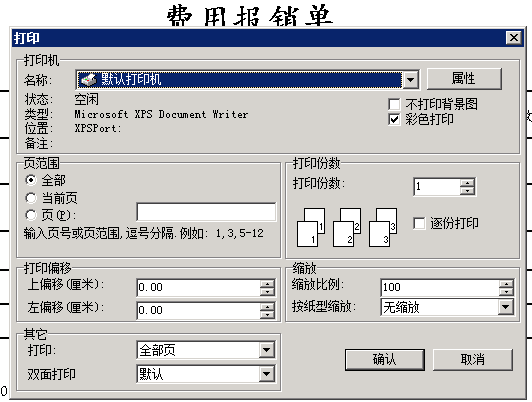 费用报销单
打印
打印机
名称: 默认打印机 属性
状态: 空闲
类型: Microsoft XPS Document Writer
位置: XPSPort:
备注:
不打印背景图
彩色打印
页范围
全部
当前页
页(P):
输入页号或页范围,逗号分隔.例如: 1,3,5-12
打印份数
打印份数: 1
1 1 2 2 3 3
逐份打印
打印偏移
上偏移(厘米): 0.00
左偏移(厘米): 0.00
缩放
缩放比例: 100
按纸型缩放: 无缩放
其它
打印: 全部页
双面打印 默认
确认 取消
0